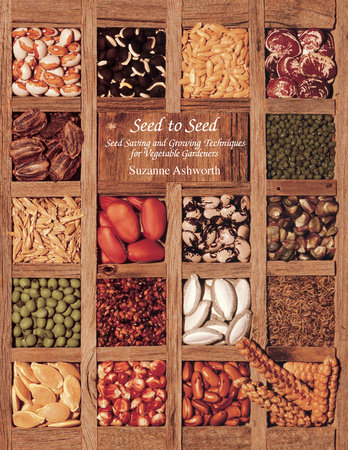 Seed to Seed
Seed Saving and Growing Techniques
for Vegetable Gardeners
Suzanne Ashworth